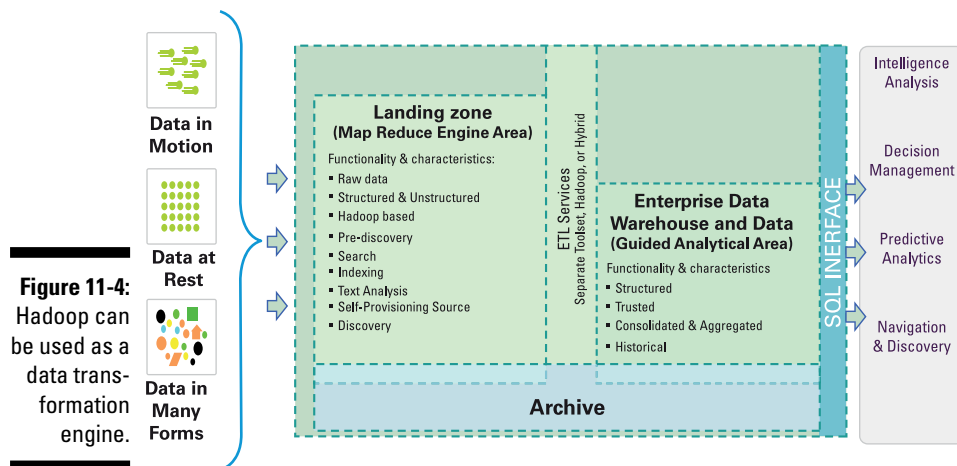 Figure 11-4:
Hadoop can
be used as a
data trans-
formation
engine.
Data in
Motion
Data at
Rest
Data in
Many
Forms
Landing zone
(Map Reduce Engine Area)
Functionality & characteristics:
▪ Raw data
▪ Structured & Unstructured
▪ Hadoop based
▪ Pre-discovery
▪ Search
▪ Indexing
▪ Text Analysis
▪ Self-Provisioning Source
▪ Discovery
ETL Services
Separate Toolset, Hadoop, or Hybrid
Enterprise Data
Warehouse and Data
(Guided Analytical Area)
Functionality & characteristics
▪ Structured
▪ Trusted
▪ Consolidated & Aggregated
▪ Historical
Archive
SQL INERFACE
Intelligence
Analysis
Decision
Management
Predictive
Analytics
Navigation
& Discovery